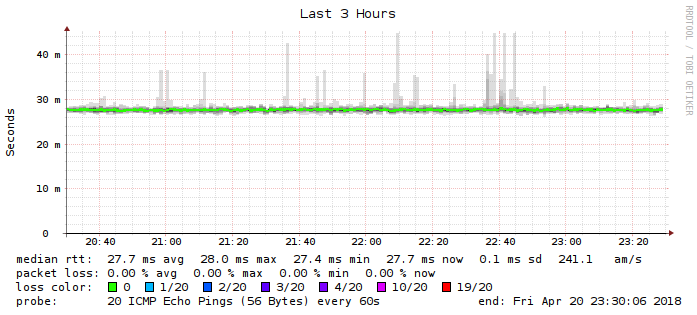 Last 3 Hours
RRDTOOL / TOBI OETIKER
Seconds
40 m
30 m
20 m
10 m
0
20:40 21:00 21:20 21:40 22:00 22:20 22:40 23:00 23:20
median rtt: 27.7 ms avg 28.0 ms max 27.4 ms min 27.7 ms now 0.1 ms sd 241.1 am/s
packet loss: 0.00 % avg 0.00 % max 0.00 % min 0.00 % now
loss color: 0 1/20 2/20 3/20 4/20 10/20 19/20
probe: 20 ICMP Echo Pings (56 Bytes) every 60s end: Fri Apr 20 23:30:06 2018